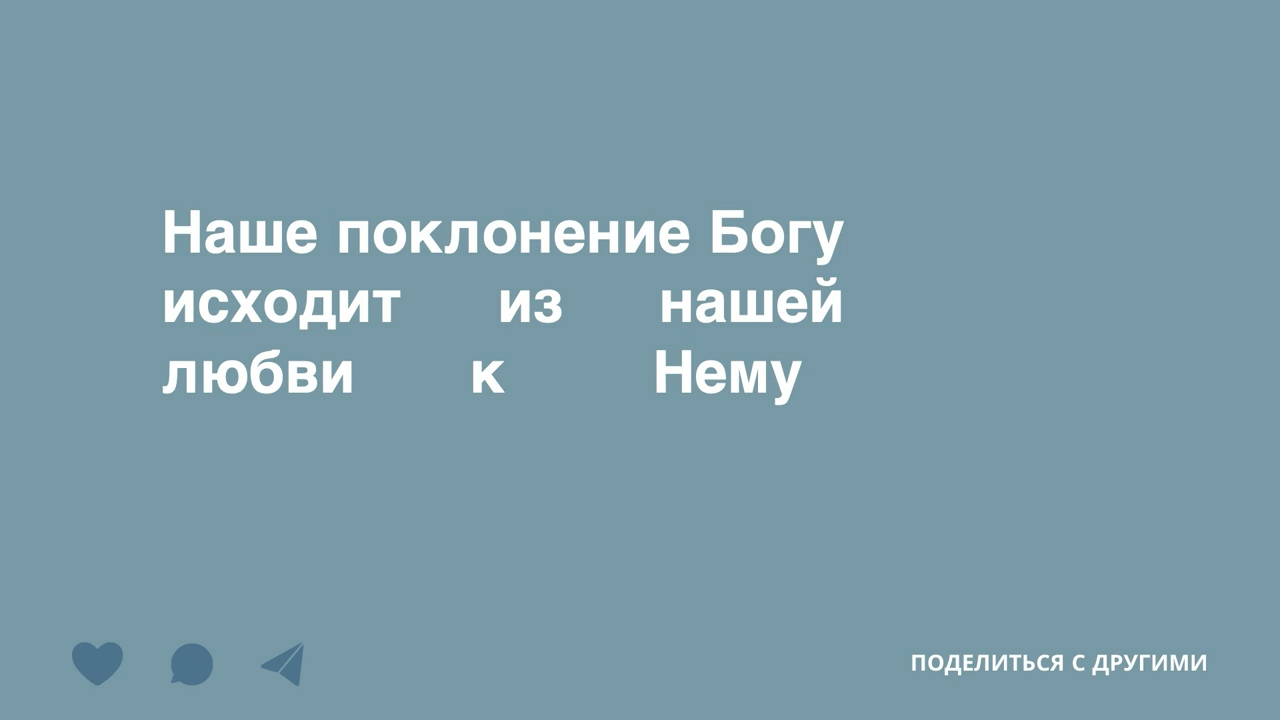 Наше поклонение Богу
исходит из нашей
любви к Нему
ПОДЕЛИТЬСЯ С ДРУГИМИ